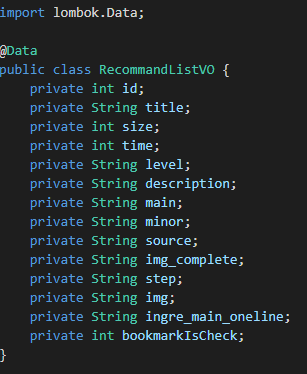 import lombok.Data;
@Data
public class RecommandListVO {
private int id;
private String title;
private int size;
private int time;
private String level;
private String description;
private String main;
private String minor;
private String source;
private String img_complete;
private String step;
private String img;
private String ingre_main_oneline;
private int bookmarkIsCheck;
}